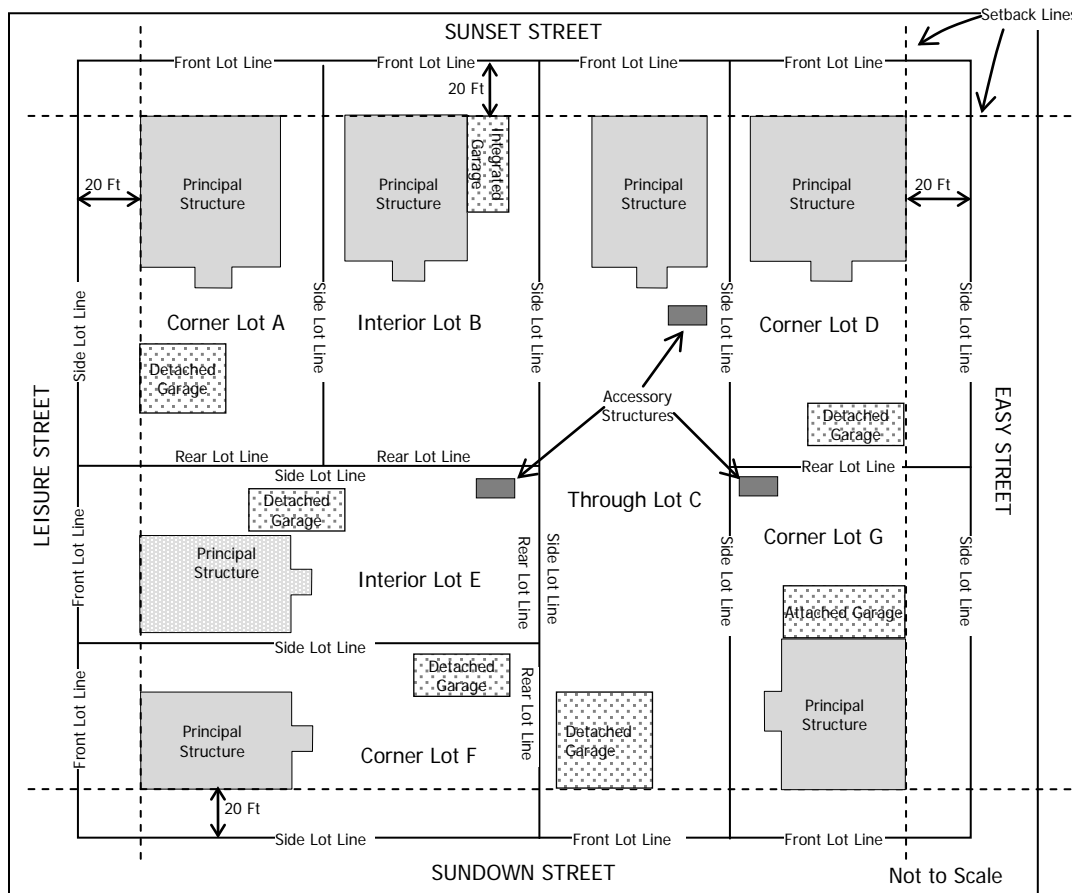 Setback Lines
SUNSET STREET
Front Lot Line
Front Lot Line
Front Lot Line
Front Lot Line
20 Ft
Integrated
Garage
Principal
Structure
Principal
Structure
Principal
Structure
Principal
Structure
20 Ft
20 Ft
Side Lot Line
Side Lot Line
Side Lot Line
Side Lot Line
Side Lot Line
Corner Lot A
Interior Lot B
Corner Lot D
Detached
Garage
Accessory
Structures
Detached
Garage
LEISURE STREET
EASY STREET
Rear Lot Line
Rear Lot Line
Rear Lot Line
Side Lot Line
Detached
Garage
Through Lot C
Front Lot Line
Principal
Structure
Interior Lot E
Rear Lot Line
Side Lot Line
Side Lot Line
Corner Lot G
Side Lot Line
Attached Garage
Side Lot Line
Front Lot Line
Detached
Garage
Rear Lot Line
Principal
Structure
Corner Lot F
Detached
Garage
Principal
Structure
20 Ft
Side Lot Line
Front Lot Line
Front Lot Line
SUNDOWN STREET
Not to Scale